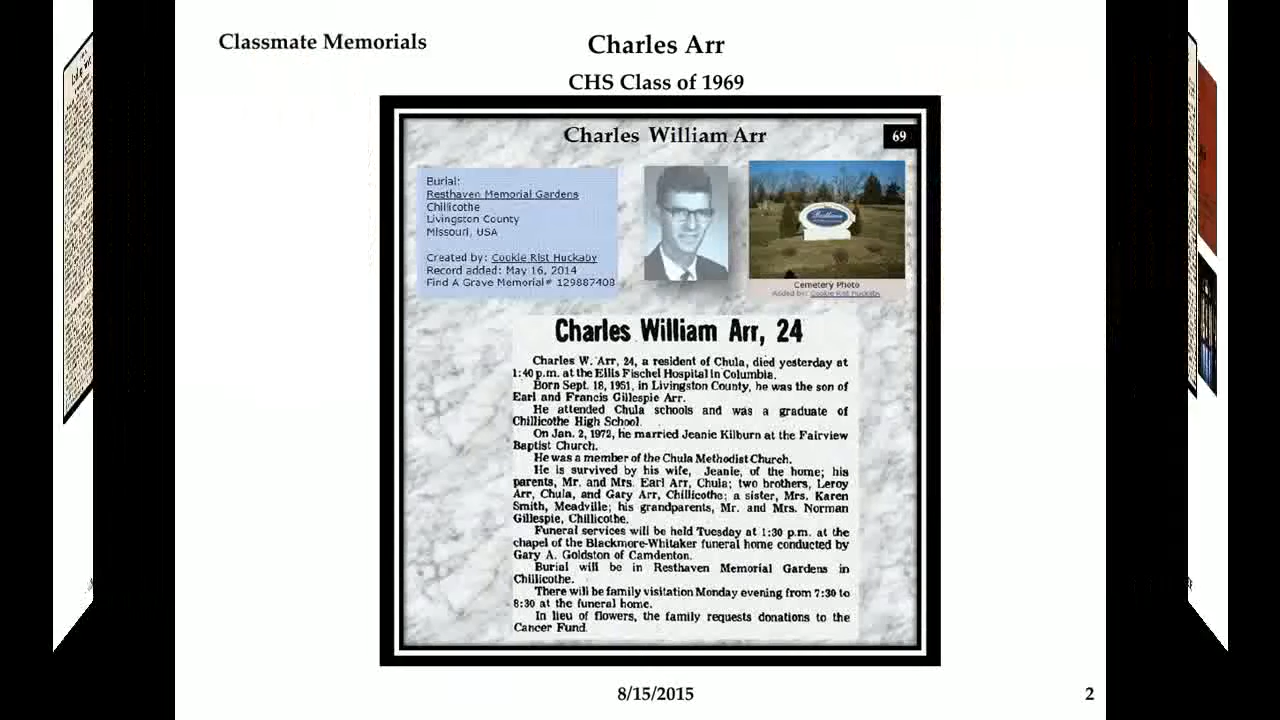 Classmate Memorials
Charles Arr
CHS Class of 1969
Charles William Arr
69
Burial:
Resthaven Memorial Gardens
Chillicothe
Livingston County
Missouri, USA
Created by: Cookie Rist Huckaby
Record added: May 16, 2014
Find A Grave Memorial# 129887408
Cemetery Photo
Added by: Cookie Rist Huckaby
Charles William Arr, 24
Charles W. Arr, 24, a resident of Chula, died yesterday at
1:40 p.m. at the Ellis Fischel Hospital in Columbia.
Born Sept. 18, 1951, in Livingston County, he was the son of
Earl and Francis Gillespie Arr.
He attended Chula schools and was a graduate of
Chillicothe High School.
On Jan. 2, 1972, he married Jeanie Kilburn at the Fairview
Baptist Church.
He was a member of the Chula Methodist Church.
He is survived by his wife, Jeanie, of the home; his
parents, Mr. and Mrs. Earl Arr, Chula; two brothers, Leroy
Arr, Chula, and Gary Arr, Chillicothe; a sister, Mrs. Karen
Smith, Meadville; his grandparents, Mr. and Mrs. Norman
Gillespie, Chillicothe.
Funeral services will be held Tuesday at 1:30 p.m. at the
chapel of the Blackmore-Whitaker funeral home conducted by
Gary A. Goldston of Camdenton.
Burial will be in Resthaven Memorial Gardens in
Chillicothe.
There will be family visitation Monday evening from 7:30 to
8:30 at the funeral home.
In lieu of flowers, the family requests donations to the
Cancer Fund.
8/15/2015
2